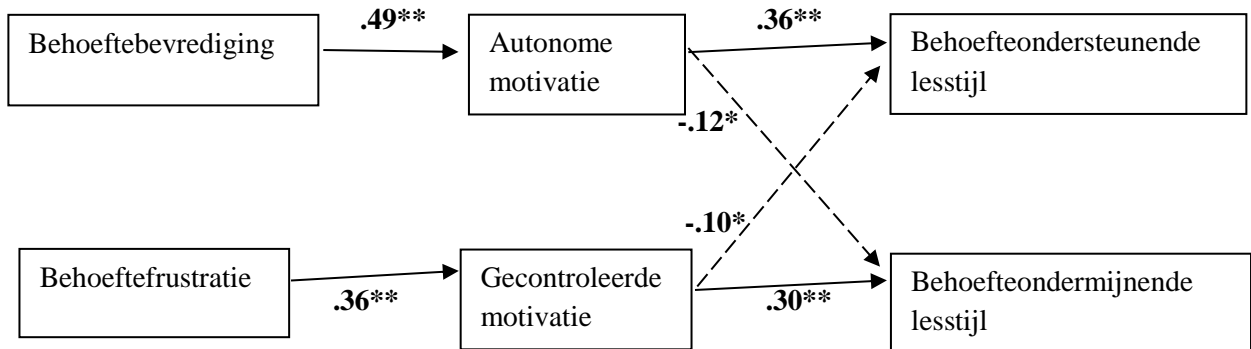 .49**
.36**
Behoeftebevrediging
Autonome
motivatie
Behoefteondersteunende
lesstijl
-.12*
-.10*
Behoeftefrustratie
Gecontroleerde
motivatie
Behoefteondermijnende
lesstijl
.36**
.30**